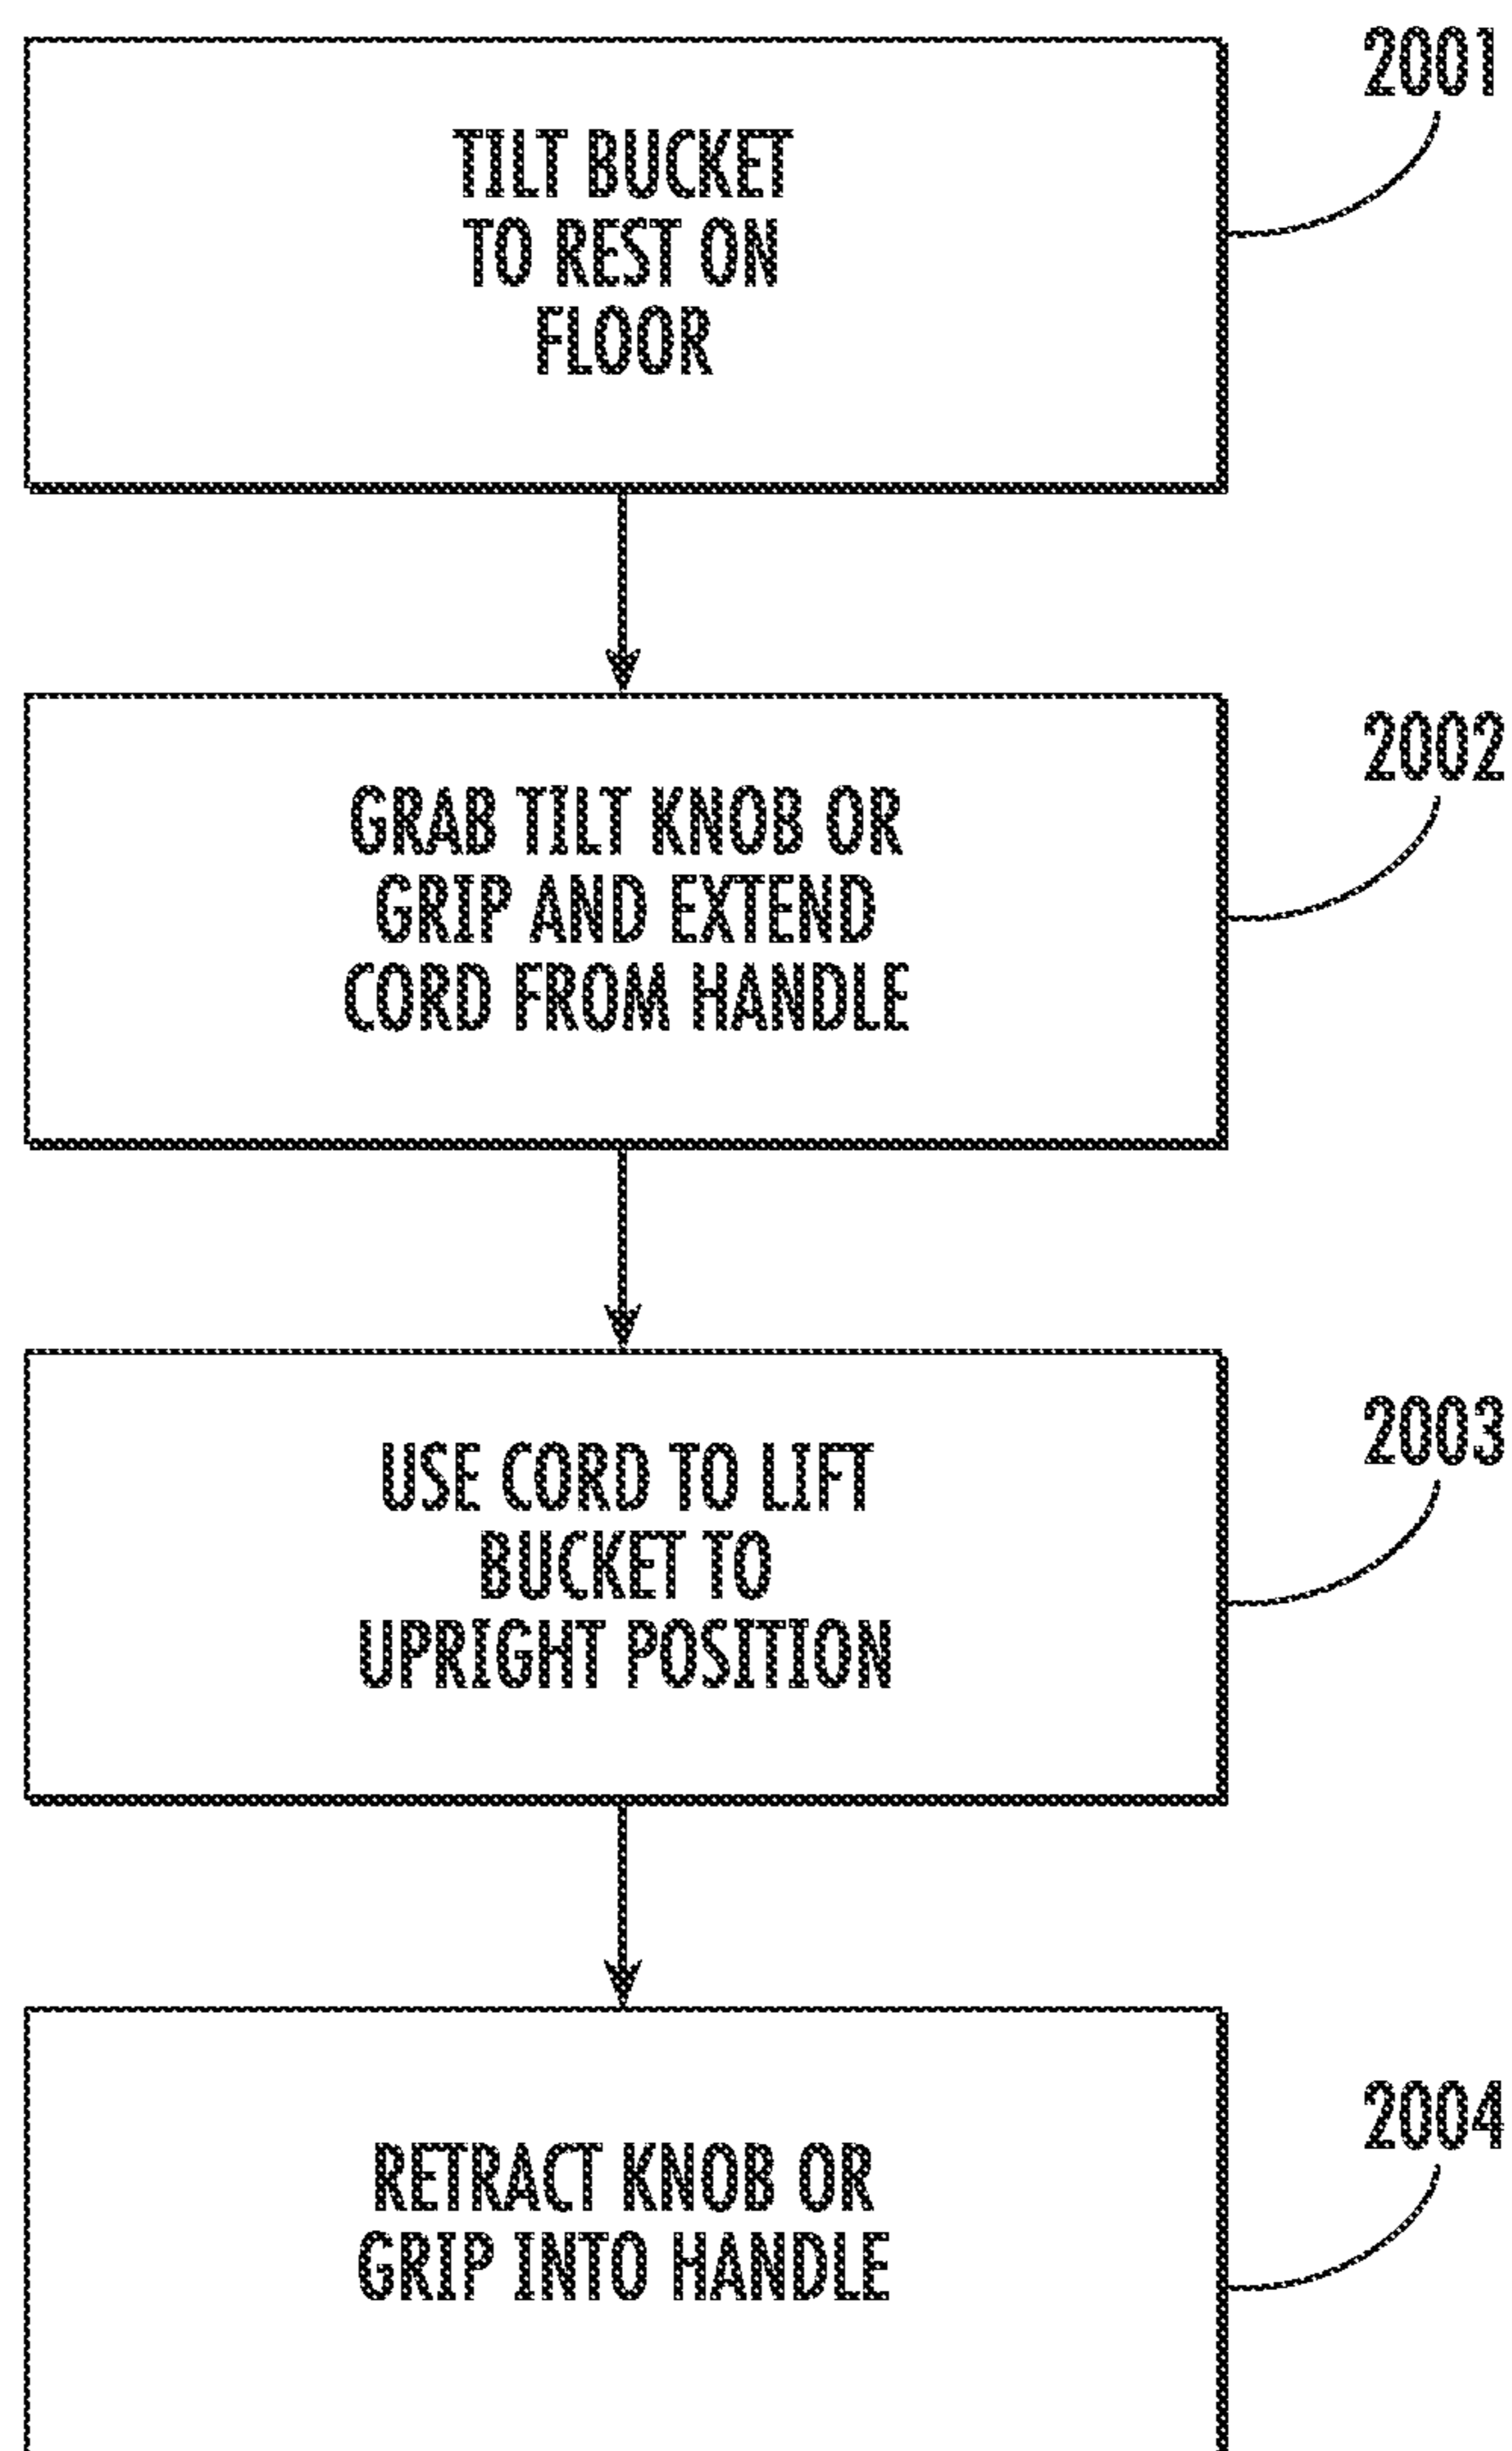 2001
TILT BUCKET
TO REST ON
FLOOR
2002
GRAB TILT KNOB OR
GRIP AND EXTEND
CORD FROM HANDLE
2003
USE CORD TO LIFT
BUCKET TO
UPRIGHT POSITION
2004
RETRACT KNOB OR
GRIP INTO HANDLE